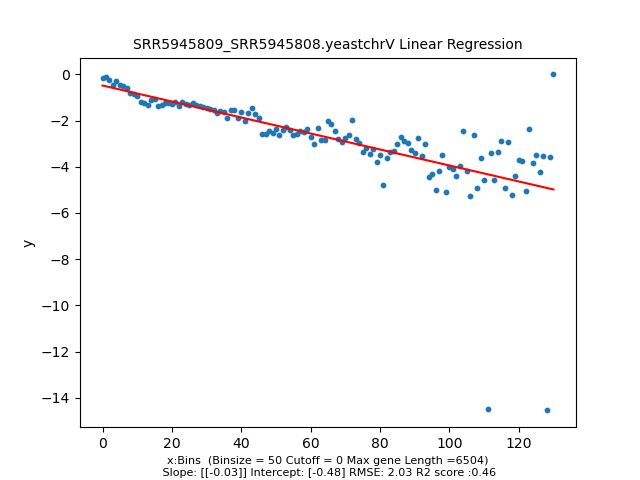 SRR5945809_SRR5945808.yeastchrV Linear Regression
0
−2
−4
−6
−8
−10
−12
−14
y
0 20 40 60 80 100 120
x:Bins (Binsize = 50 Cutoff = 0 Max gene Length =6504)
Slope: [[-0.03]] Intercept: [-0.48] RMSE: 2.03 R2 score :0.46